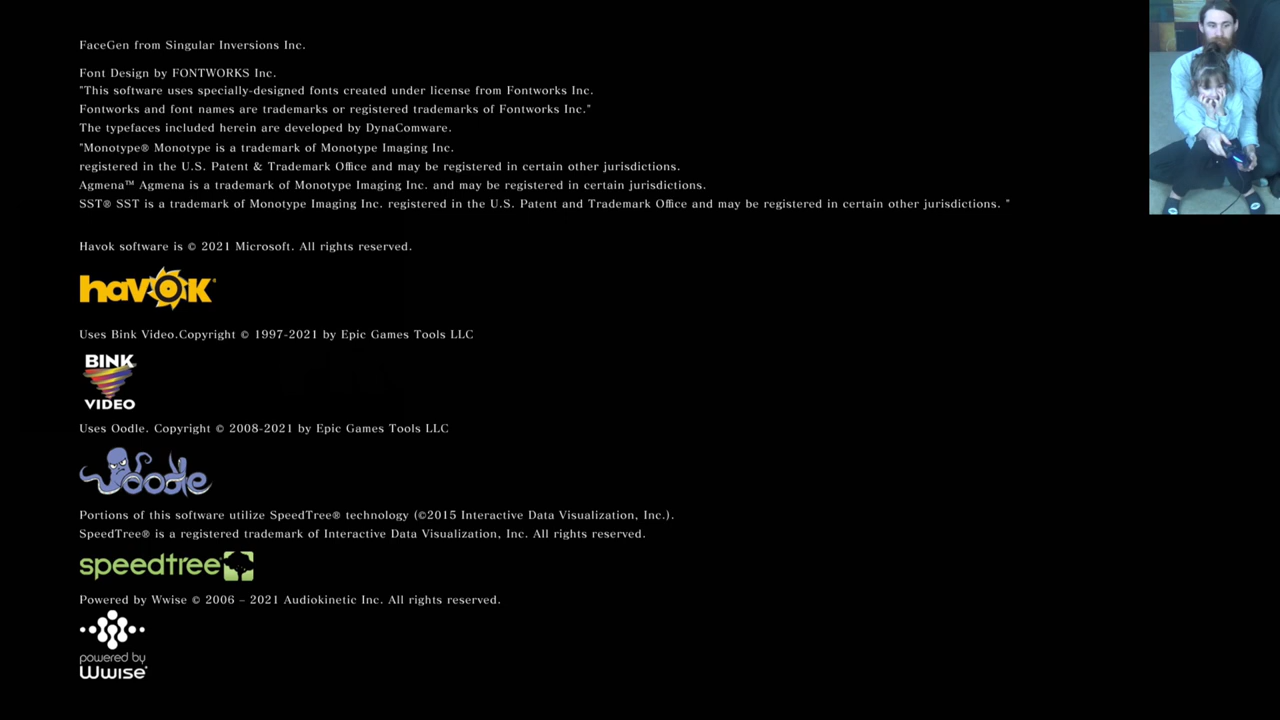 FaceGen from Singular Inversions Inc.
Font Design by FONTWORKS Inc.
"This software uses specially-designed fonts created under license from Fontworks Inc.
Fontworks and font names are trademarks or registered trademarks of Fontworks Inc."
The typefaces included herein are developed by DynaComware.
"Monotype® Monotype is a trademark of Monotype Imaging Inc.
registered in the U.S. Patent & Trademark Office and may be registered in certain other jurisdictions.
Agmena™ Agmena is a trademark of Monotype Imaging Inc. and may be registered in certain jurisdictions.
SST® SST is a trademark of Monotype Imaging Inc. registered in the U.S. Patent and Trademark Office and may be registered in certain other jurisdictions. "
Havok software is © 2021 Microsoft. All rights reserved.
havok
Uses Bink Video.Copyright © 1997-2021 by Epic Games Tools LLC
BINK
VIDEO
Uses Oodle. Copyright © 2008-2021 by Epic Games Tools LLC
oodle
Portions of this software utilize SpeedTree® technology (©2015 Interactive Data Visualization, Inc.).
SpeedTree® is a registered trademark of Interactive Data Visualization, Inc. All rights reserved.
speedtree
Powered by Wwise © 2006 – 2021 Audiokinetic Inc. All rights reserved.
powered by
Wwise